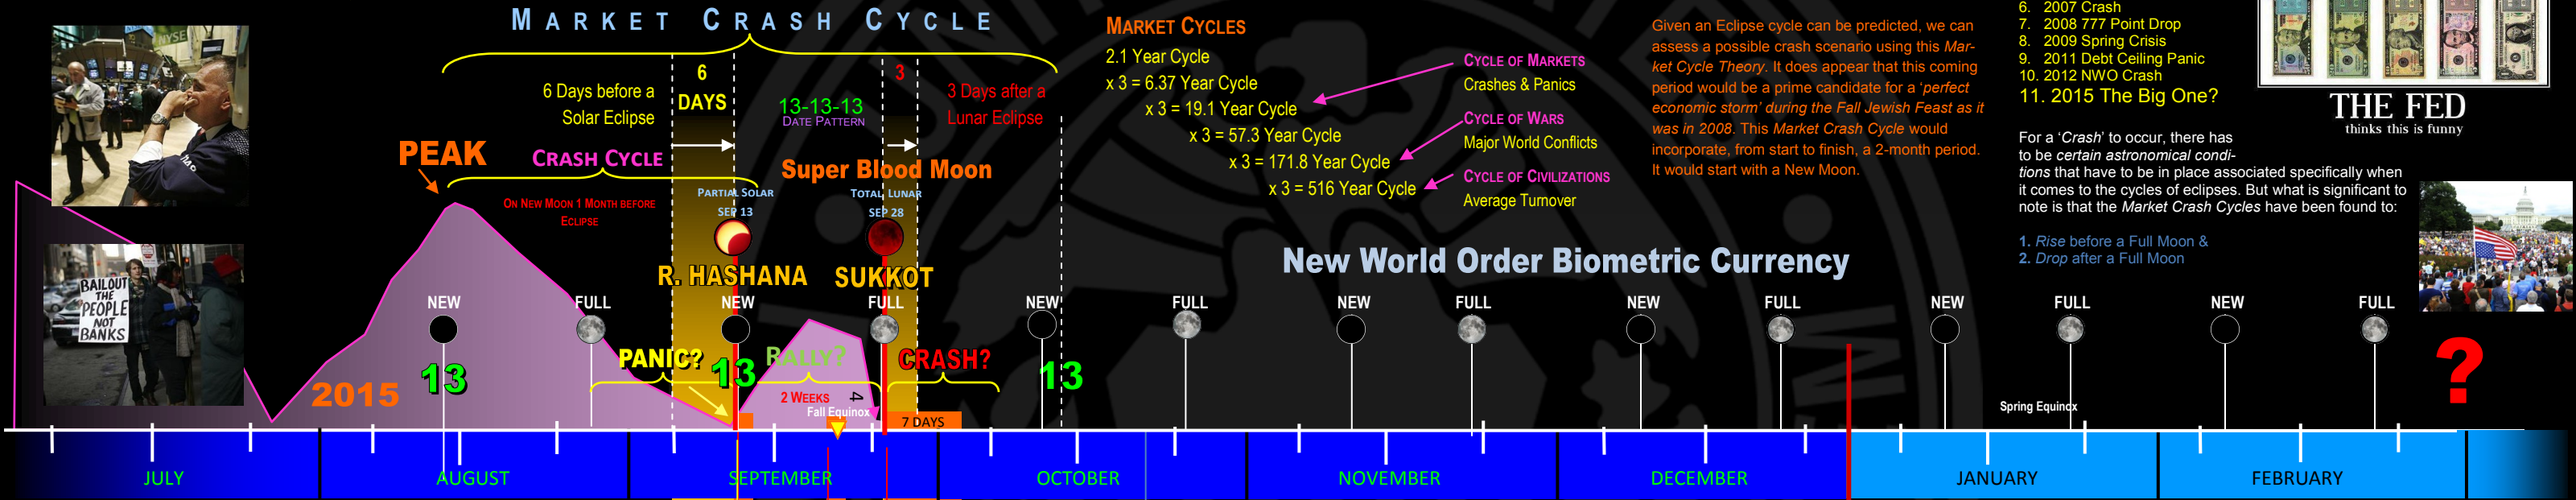 MARKET CRASH CYCLE
NYSE
BAILOUT
THE
PEOPLE
NOT
BANKS
6 Days before a
Solar Eclipse
6
DAYS
13-13-13
DATE PATTERN
3
3 Days after a
Lunar Eclipse
PEAK
CRASH CYCLE
ON NEW MOON 1 MONTH BEFORE
ECLIPSE
Super Blood Moon
PARTIAL SOLAR
SEP 13
TOTAL LUNAR
SEP 28
R. HASHANA
SUKKOT
MARKET CYCLES
2.1 Year Cycle
x 3 = 6.37 Year Cycle
x 3 = 19.1 Year Cycle
x 3 = 57.3 Year Cycle
x 3 = 171.8 Year Cycle
x 3 = 516 Year Cycle
CYCLE OF MARKETS
Crashes & Panics
CYCLE OF WARS
Major World Conflicts
CYCLE OF CIVILIZATIONS
Average Turnover
Given an Eclipse cycle can be predicted, we can
assess a possible crash scenario using this Mar-
ket Cycle Theory. It does appear that this coming
period would be a prime candidate for a 'perfect
economic storm' during the Fall Jewish Feast as it
was in 2008. This Market Crash Cycle would
incorporate, from start to finish, a 2-month period.
It would start with a New Moon.
6. 2007 Crash
7. 2008 777 Point Drop
8. 2009 Spring Crisis
9. 2011 Debt Ceiling Panic
10. 2012 NWO Crash
11. 2015 The Big One?
THE FED
thinks this is funny
For a 'Crash' to occur, there has
to be certain astronomical condi-
tions that have to be in place associated specifically when
it comes to the cycles of eclipses. But what is significant to
note is that the Market Crash Cycles have been found to:
1. Rise before a Full Moon &
2. Drop after a Full Moon
New World Order Biometric Currency
NEW
FULL
NEW
FULL
NEW
FULL
NEW
FULL
NEW
FULL
NEW
FULL
NEW
FULL
2015
13
PANIC?
13
RALLY?
CRASH?
13
2 WEEKS
4
Fall Equinox
7 DAYS
Spring Equinox
?
JULY
AUGUST
SEPTEMBER
OCTOBER
NOVEMBER
DECEMBER
JANUARY
FEBRUARY